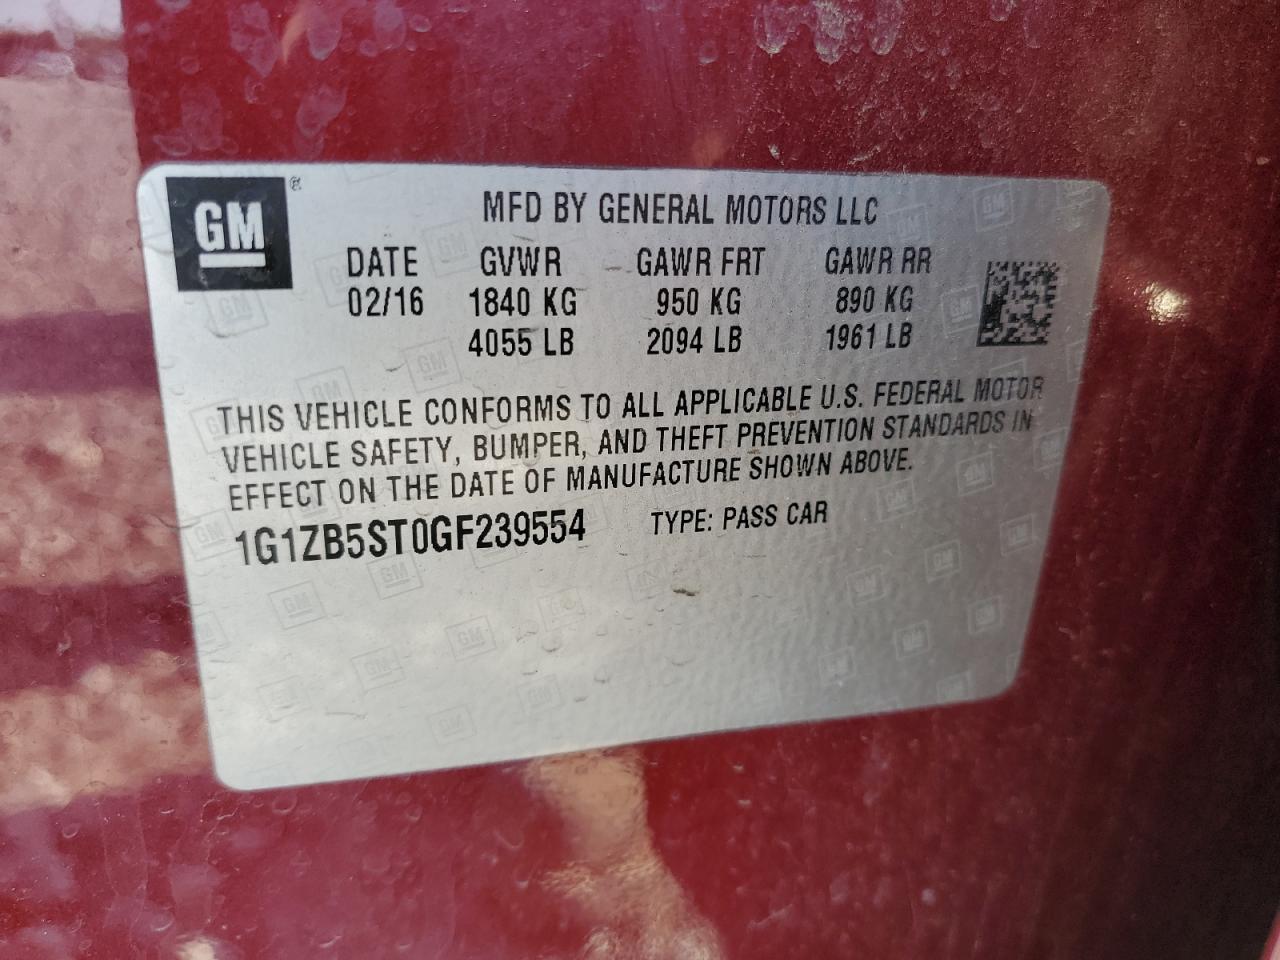 GM®
MFD BY GENERAL MOTORS LLC
DATE GVWR GAWR FRT GAWR RR
02/16 1840 KG 950 KG 890 KG
4055 LB 2094 LB 1961 LB
THIS VEHICLE CONFORMS TO ALL APPLICABLE U.S. FEDERAL MOTOR
VEHICLE SAFETY, BUMPER, AND THEFT PREVENTION STANDARDS IN
EFFECT ON THE DATE OF MANUFACTURE SHOWN ABOVE.
1G1ZB5ST0GF239554 TYPE: PASS CAR